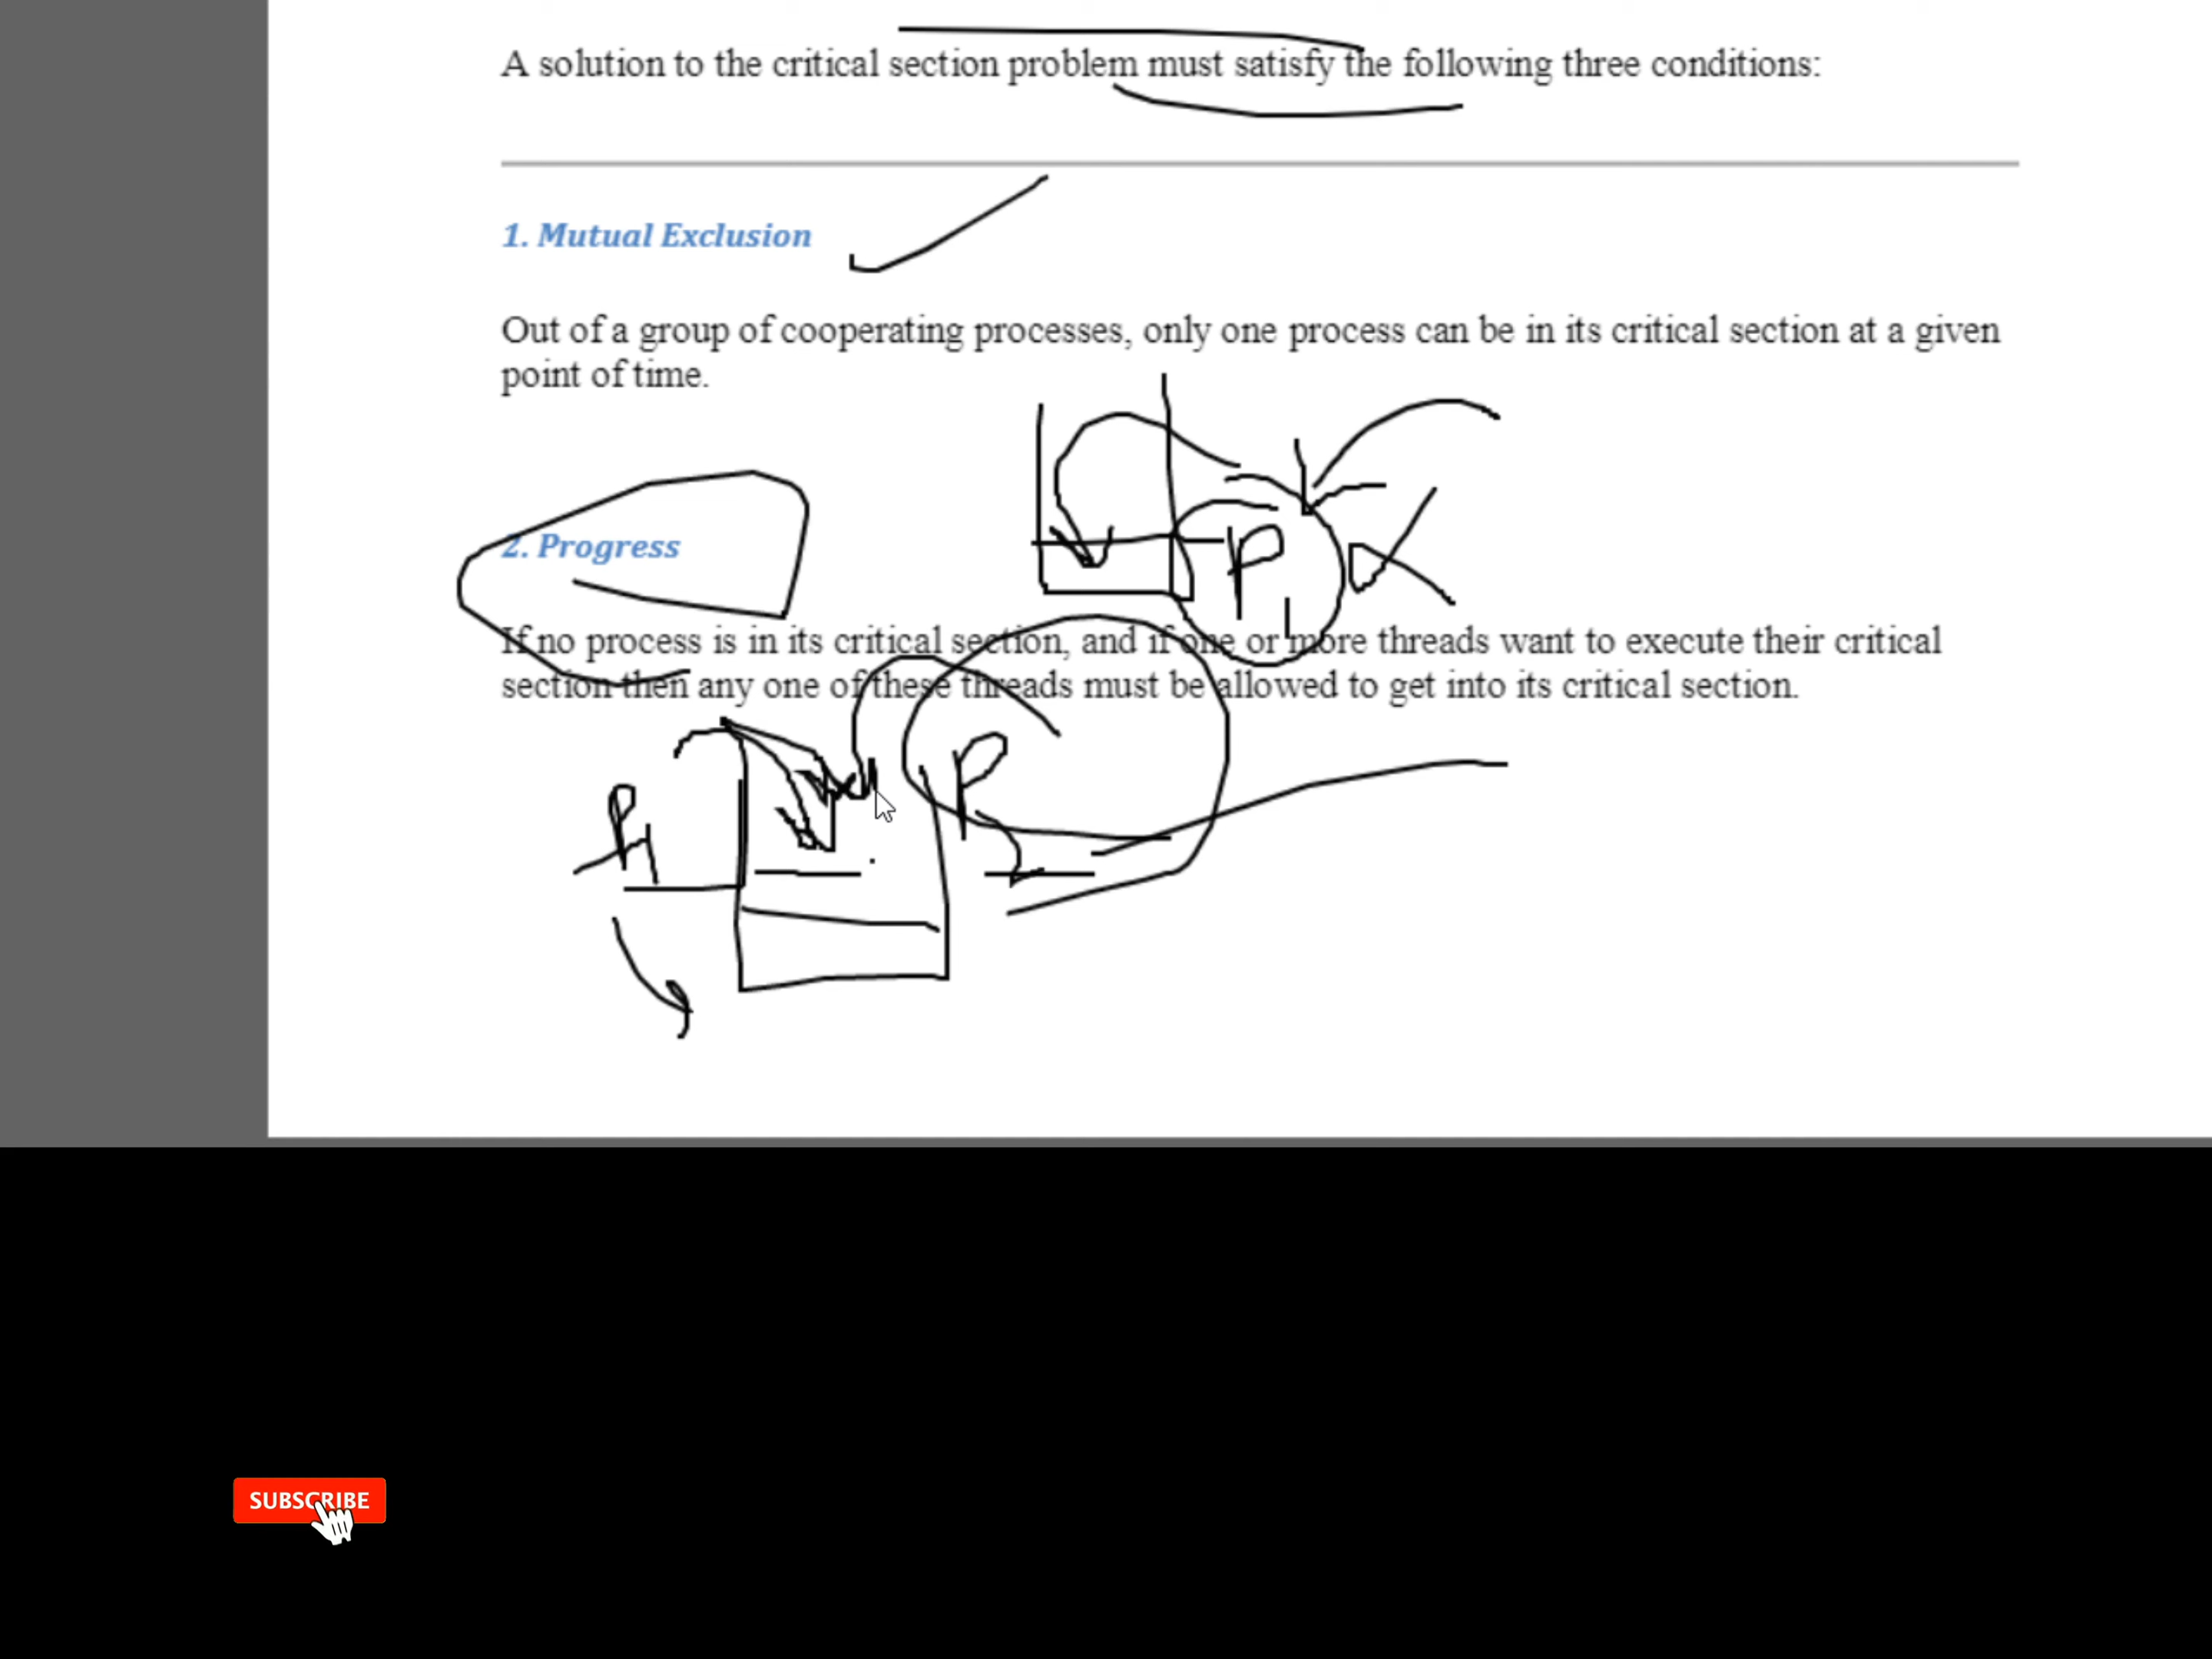 A solution to the critical section problem must satisfy the following three conditions:
1. Mutual Exclusion
Out of a group of cooperating processes, only one process can be in its critical section at a given
point of time.
P1
2. Progress
If no process is in its critical section, and if one or more threads want to execute their critical
section then any one of these threads must be allowed to get into its critical section.
P1
P2
SUBSCRIBE